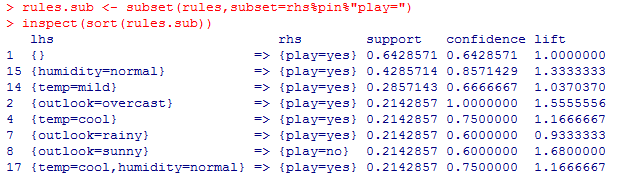 > rules.sub <- subset(rules,subset=rhs%pin%"play=")
> inspect(sort(rules.sub))
lhs rhs support confidence lift
1 {} => {play=yes} 0.6428571 0.6428571 1.0000000
15 {humidity=normal} => {play=yes} 0.4285714 0.8571429 1.3333333
14 {temp=mild} => {play=yes} 0.2857143 0.6666667 1.0370370
2 {outlook=overcast} => {play=yes} 0.2857143 1.0000000 1.5555556
4 {temp=cool} => {play=yes} 0.2142857 0.7500000 1.1666667
7 {outlook=rainy} => {play=yes} 0.2142857 0.6000000 0.9333333
8 {outlook=sunny} => {play=no} 0.2142857 0.6000000 1.6800000
17 {temp=cool,humidity=normal} => {play=yes} 0.2142857 0.7500000 1.1666667